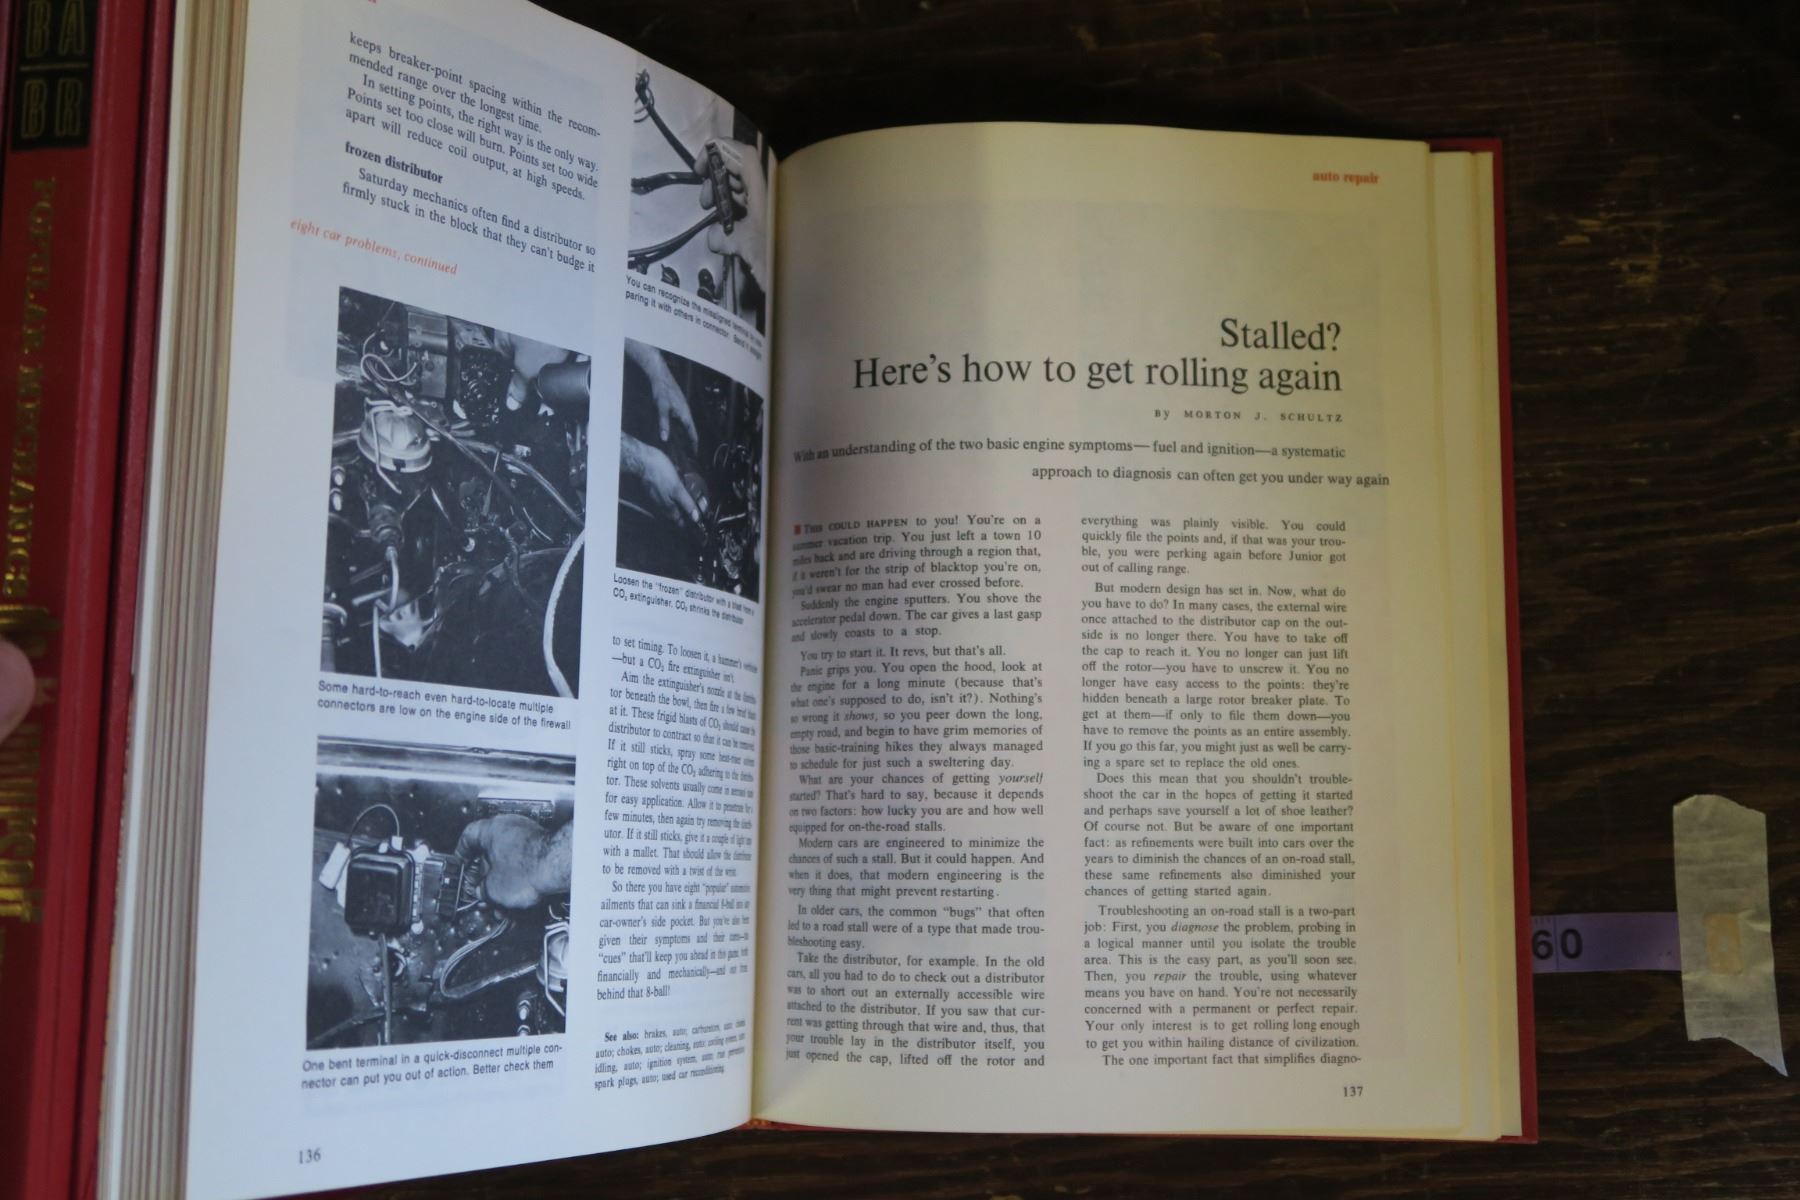 BA
BR
POPULAR MECHANICS
keeps breaker-point spacing within the recom-
mended range over the longest time.
In setting points, the right way is the only way.
Points set too close will burn. Points set too wide
apart will reduce coil output, at high speeds.
frozen distributor
Saturday mechanics often find a distributor so
firmly stuck in the block that they can't budge it
eight car problems, continued
Some hard-to-reach even hard-to-locate multiple
connectors are low on the engine side of the firewall
One bent terminal in a quick-disconnect multiple con-
nector can put you out of action. Better check them
You can recognize the misaligned terminal by com-
paring it with others in connector.
Loosen the "frozen" distributor with a blast from a
CO₂ extinguisher. CO₂ shrinks the distributor
to set timing. To loosen it, a hammer's
—but a CO₂ fire extinguisher isn't.
Aim the extinguisher's nozzle at the distribu-
tor beneath the bowl, then fire a few brief blasts
at it. These frigid blasts of CO₂ should cause the
distributor to contract so that it can be removed.
If it still sticks, spray some heat-riser solvent
right on top of the CO₂ adhering to the distribu-
tor. These solvents usually come in aerosol cans
for easy application. Allow it to penetrate for a
few minutes, then again try removing the distrib-
utor. If it still sticks, give it a couple of light taps
with a mallet. That should allow the distributor
to be removed with a twist of the wrist.
So there you have eight "popular" automotive
ailments that can sink a financial 8-ball into any
car-owner's side pocket. But you've also been
given their symptoms and their cures—the
"cues" that'll keep you ahead in this game, both
financially and mechanically—and not from
behind that 8-ball!
See also: brakes, auto; carburetors, auto
auto; chokes, auto; cleaning, auto; cooling system, auto;
idling, auto; ignition system, auto; rust prevention,
spark plugs, auto; used car reconditioning.
136
auto repair
Stalled?
Here's how to get rolling again
BY MORTON J. SCHULTZ
With an understanding of the two basic engine symptoms— fuel and ignition—a systematic
approach to diagnosis can often get you under way again
THIS COULD HAPPEN to you! You're on a
summer vacation trip. You just left a town 10
miles back and are driving through a region that,
if it weren't for the strip of blacktop you're on,
you'd swear no man had ever crossed before.
Suddenly the engine sputters. You shove the
accelerator pedal down. The car gives a last gasp
and slowly coasts to a stop.
You try to start it. It revs, but that's all.
Panic grips you. You open the hood, look at
the engine for a long minute (because that's
what one's supposed to do, isn't it?). Nothing's
so wrong it shows, so you peer down the long,
empty road, and begin to have grim memories of
those basic-training hikes they always managed
to schedule for just such a sweltering day.
What are your chances of getting yourself
started? That's hard to say, because it depends
on two factors: how lucky you are and how well
equipped for on-the-road stalls.
Modern cars are engineered to minimize the
chances of such a stall. But it could happen. And
when it does, that modern engineering is the
very thing that might prevent restarting.
In older cars, the common "bugs" that often
led to a road stall were of a type that made trou-
bleshooting easy.
Take the distributor, for example. In the old
cars, all you had to do to check out a distributor
was to short out an externally accessible wire
attached to the distributor. If you saw that cur-
rent was getting through that wire and, thus, that
your trouble lay in the distributor itself, you
just opened the cap, lifted off the rotor and
everything was plainly visible. You could
quickly file the points and, if that was your trou-
ble, you were perking again before Junior got
out of calling range.
But modern design has set in. Now, what do
you have to do? In many cases, the external wire
once attached to the distributor cap on the out-
side is no longer there. You have to take off
the cap to reach it. You no longer can just lift
off the rotor—you have to unscrew it. You no
longer have easy access to the points: they're
hidden beneath a large rotor breaker plate. To
get at them—if only to file them down—you
have to remove the points as an entire assembly.
If you go this far, you might just as well be carry-
ing a spare set to replace the old ones.
Does this mean that you shouldn't trouble-
shoot the car in the hopes of getting it started
and perhaps save yourself a lot of shoe leather?
Of course not. But be aware of one important
fact: as refinements were built into cars over the
years to diminish the chances of an on-road stall,
these same refinements also diminished your
chances of getting started again.
Troubleshooting an on-road stall is a two-part
job: First, you diagnose the problem, probing in
a logical manner until you isolate the trouble
area. This is the easy part, as you'll soon see.
Then, you repair the trouble, using whatever
means you have on hand. You're not necessarily
concerned with a permanent or perfect repair.
Your only interest is to get rolling long enough
to get you within hailing distance of civilization.
The one important fact that simplifies diagno-
137
60